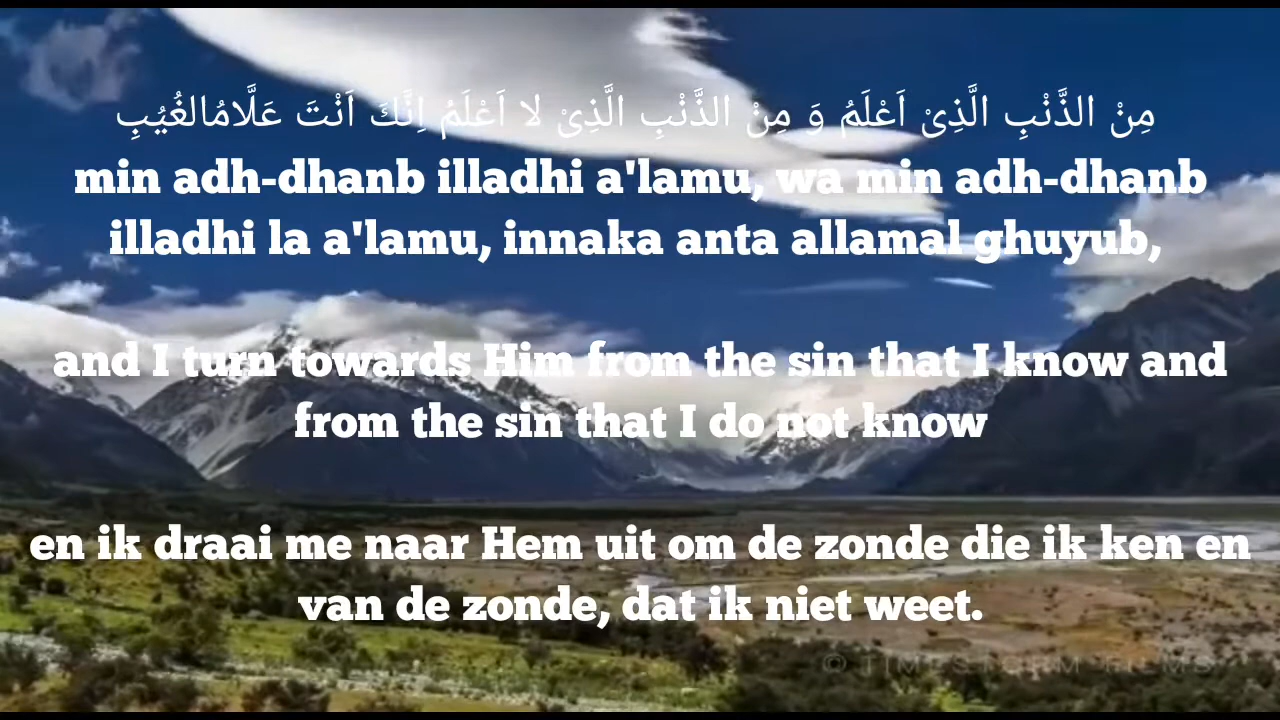 مِنْ الذَّنْبِ الَّذِىْ اَعْلَمُ وَ مِنْ الذَّنْبِ الَّذِىْ لا اَعْلَمْ اِنَّكَ اَنْتَ عَلَّامُالغُيُبِ
min adh-dhanb illadhi a'lamu, wa min adh-dhanb
illadhi la a'lamu, innaka anta allamal ghuyub,
and I turn towards Him from the sin that I know and
from the sin that I do not know
en ik draai me naar Hem uit om de zonde die ik ken en
van de zonde, dat ik niet weet.
© TIMESTORM FILMS